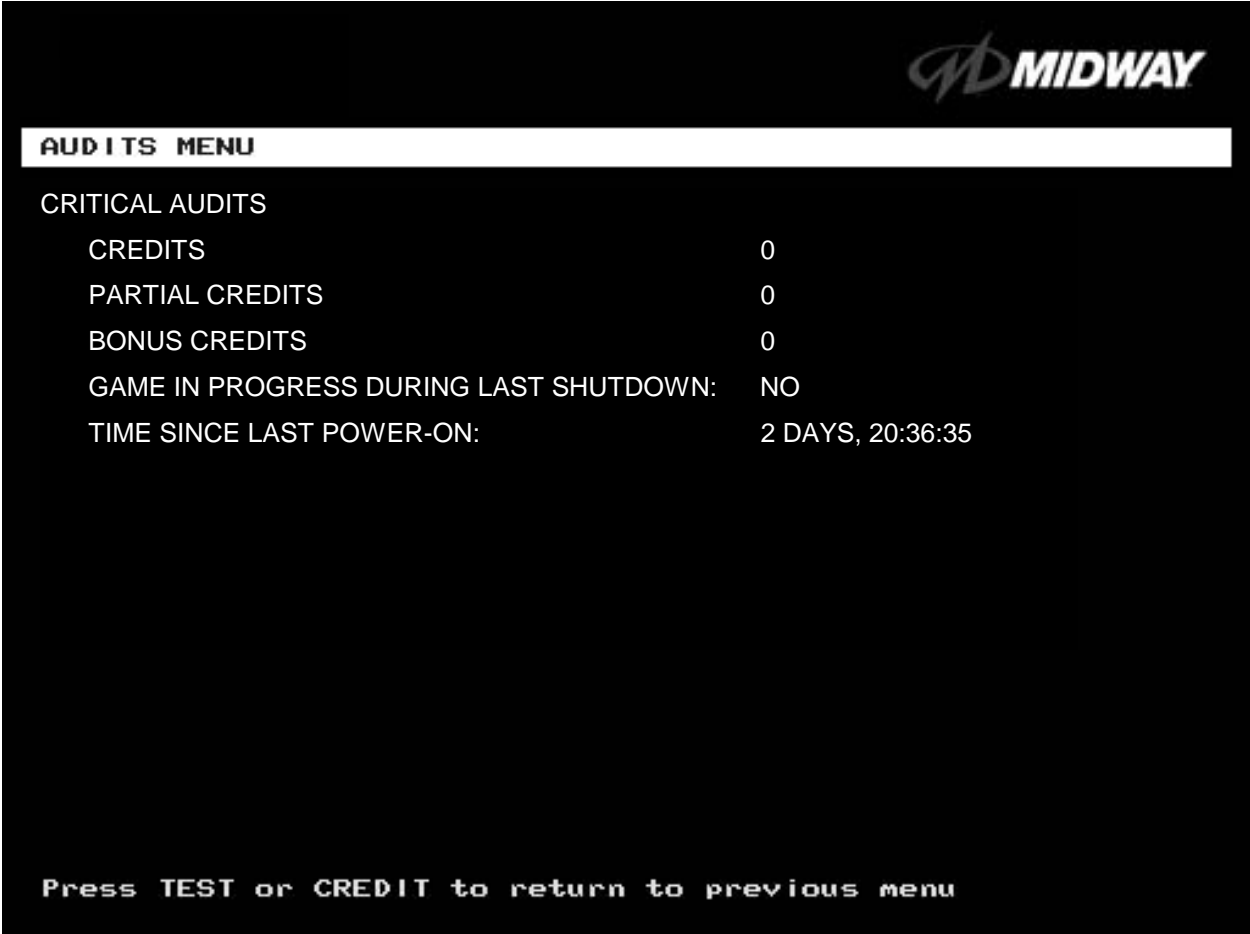 MIDWAY
AUDITS MENU
CRITICAL AUDITS
CREDITS 0
PARTIAL CREDITS 0
BONUS CREDITS 0
GAME IN PROGRESS DURING LAST SHUTDOWN: NO
TIME SINCE LAST POWER-ON: 2 DAYS, 20:36:35
Press TEST or CREDIT to return to previous menu